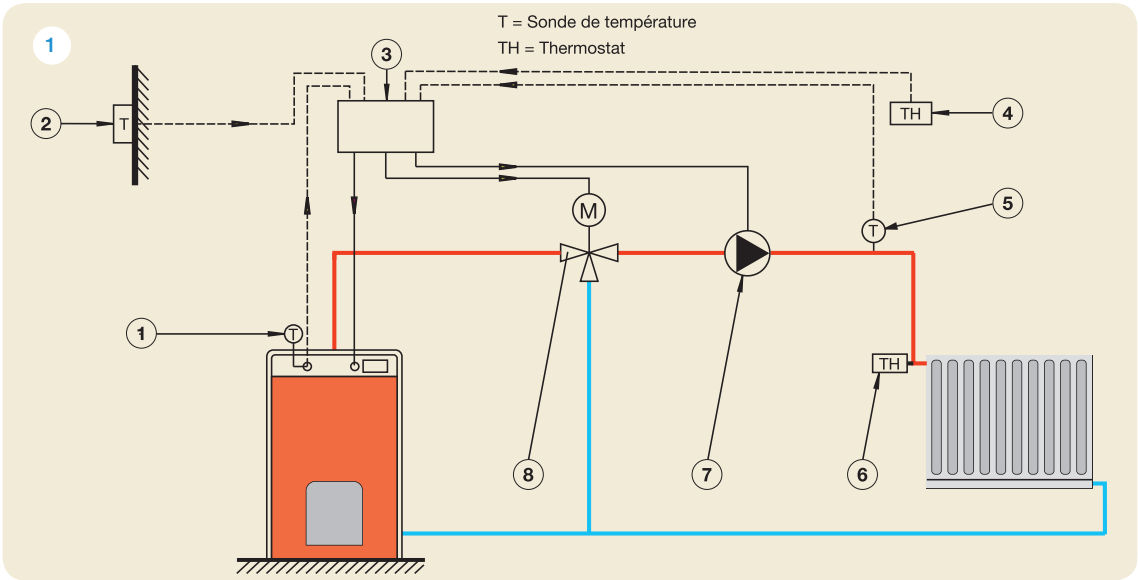 1
T = Sonde de température
TH = Thermostat
3
2
T
TH
4
M
T
5
1
T
TH
8
7
6